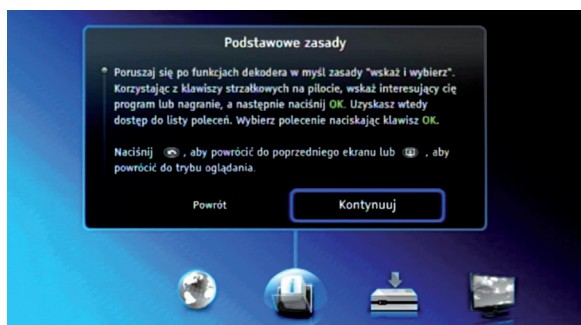 Podstawowe zasady
Poruszaj się po funkcjach dekodera w myśl zasady "wskaż i wybierz".
Korzystając z klawiszy strzałkowych na pilocie, wskaż interesujący cię
program lub nagranie, a następnie naciśnij OK. Uzyskasz wtedy
dostęp do listy poleceń. Wybierz polecenie naciskając klawisz OK.
Naciśnij , aby powrócić do poprzedniego ekranu lub , aby
powrócić do trybu oglądania.
Powrót
Kontynuuj